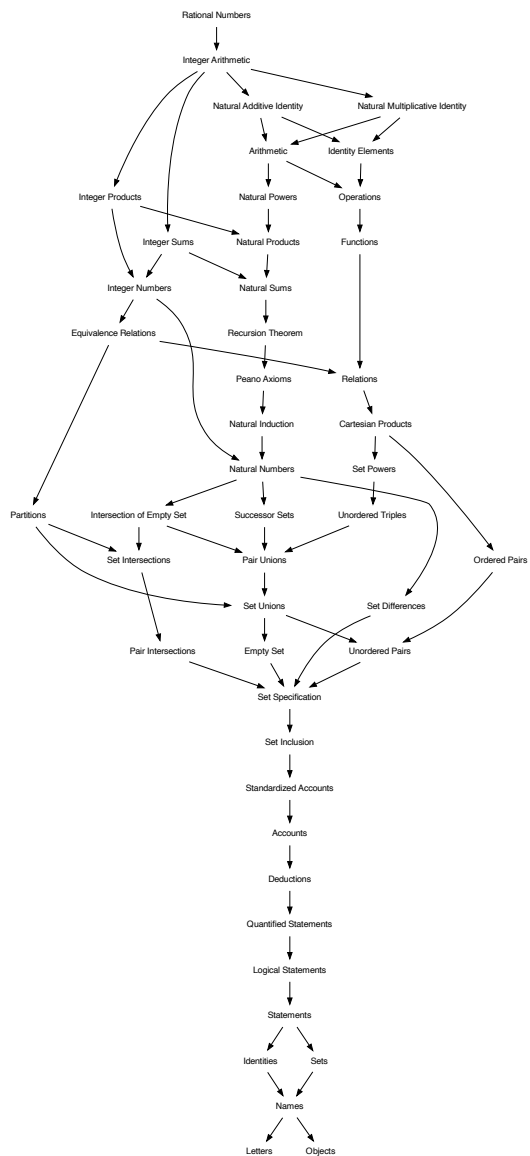 Rational Numbers
Integer Arithmetic
Natural Additive Identity
Natural Multiplicative Identity
Arithmetic
Identity Elements
Integer Products
Natural Powers
Operations
Integer Sums
Natural Products
Functions
Integer Numbers
Natural Sums
Equivalence Relations
Recursion Theorem
Peano Axioms
Relations
Natural Induction
Cartesian Products
Natural Numbers
Set Powers
Partitions
Intersection of Empty Set
Successor Sets
Unordered Triples
Set Intersections
Pair Unions
Ordered Pairs
Set Unions
Set Differences
Pair Intersections
Empty Set
Unordered Pairs
Set Specification
Set Inclusion
Standardized Accounts
Accounts
Deductions
Quantified Statements
Logical Statements
Statements
Identities
Sets
Names
Letters
Objects